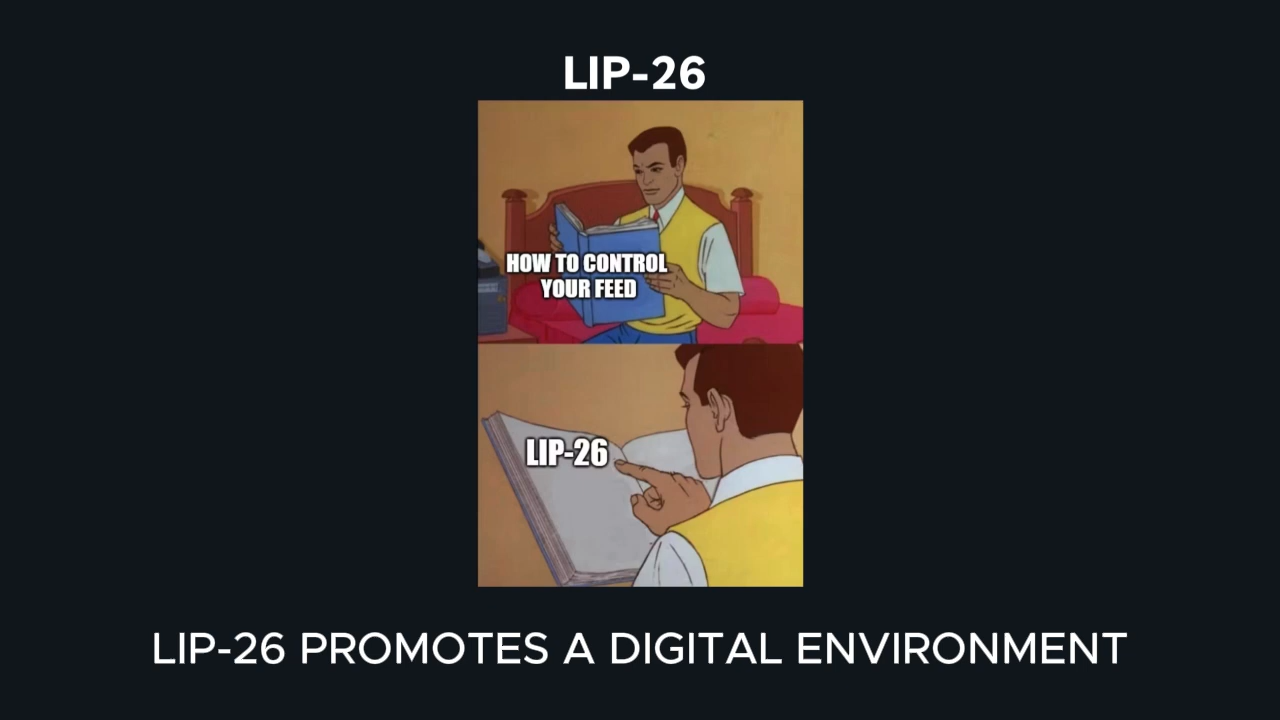 LIP-26
HOW TO CONTROL
YOUR FEED
LIP-26
LIP-26 PROMOTES A DIGITAL ENVIRONMENT